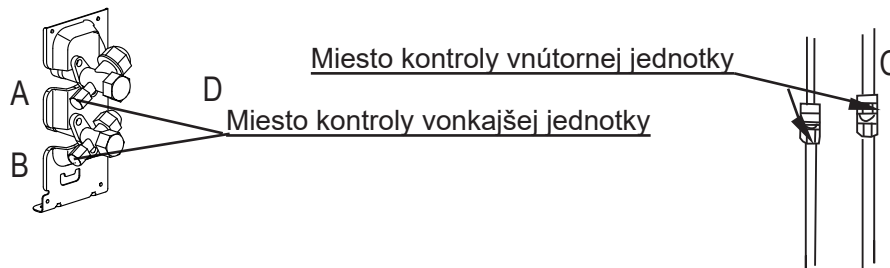 Miesto kontroly vnútornej jednotky
C
A
D
Miesto kontroly vonkajšej jednotky
B